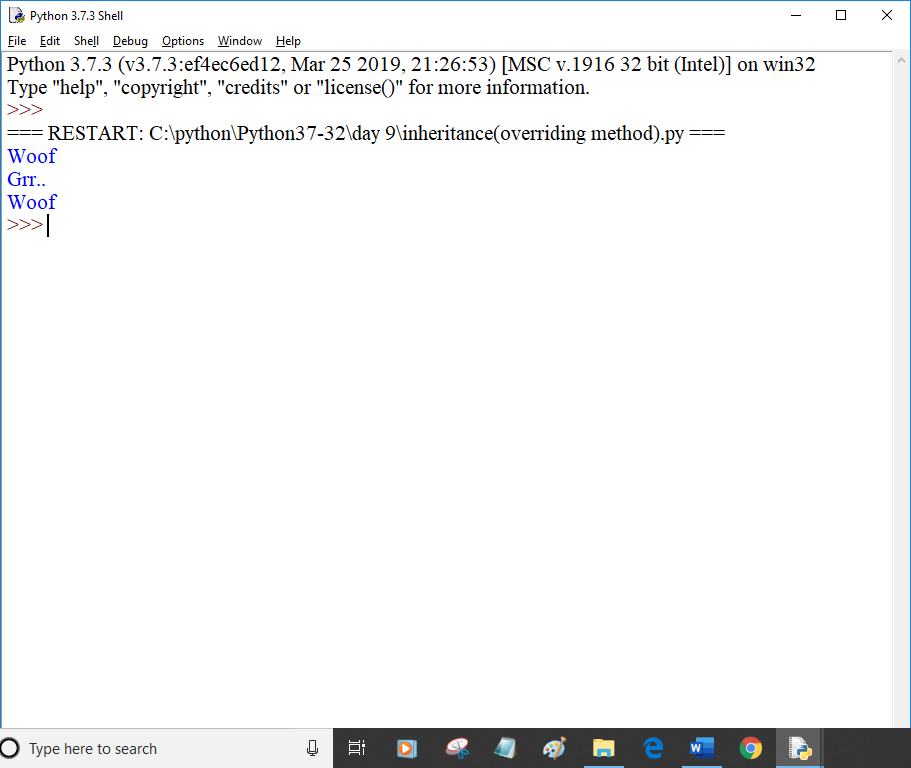 Python 3.7.3 Shell
File Edit Shell Debug Options Window Help
Python 3.7.3 (v3.7.3:ef4ec6ed12, Mar 25 2019, 21:26:53) [MSC v.1916 32 bit (Intel)] on win32
Type "help", "copyright", "credits" or "license()" for more information.
>>>
=== RESTART: C:\python\Python37-32\day 9\inheritance(overriding method).py ===
Woof
Grr..
Woof
>>>
Type here to search